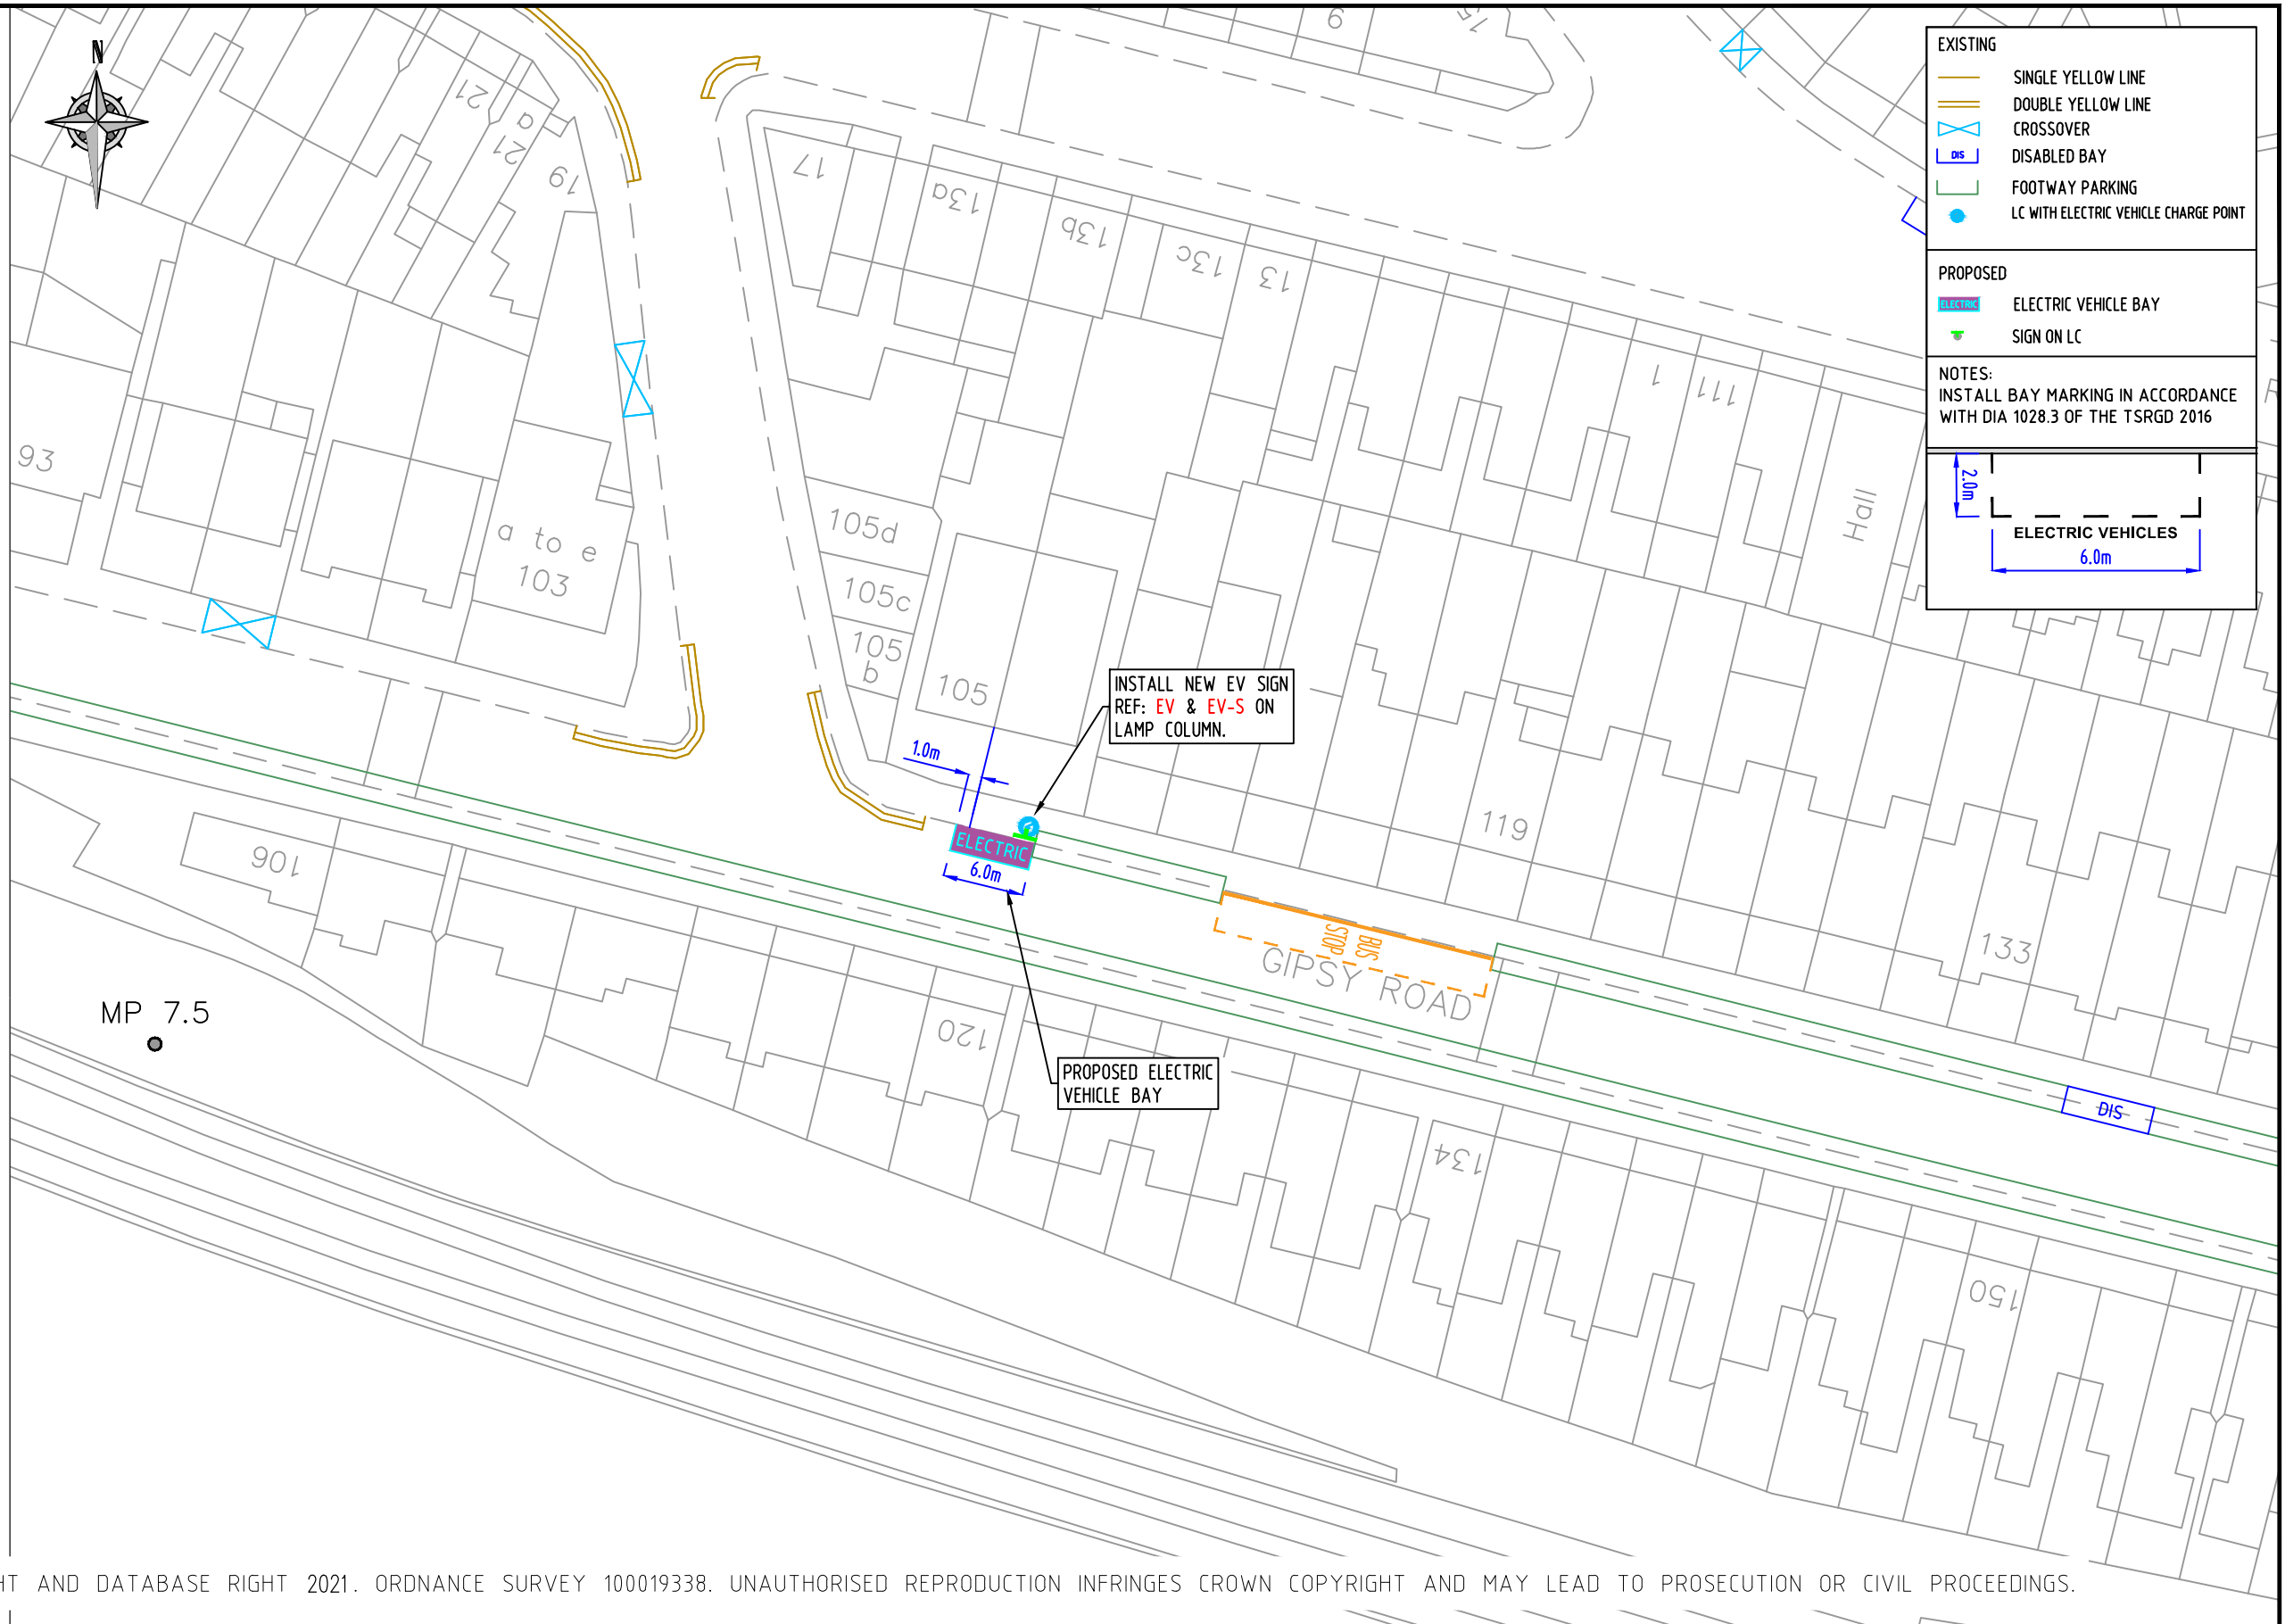 N
21
21 a
19
17
13a
13b
13c
13
9
75
1
111
Hall
93
a to e
103
105d
105c
105
b
105
119
133
106
120
134
150
MP 7.5
GIPSY ROAD
BUS
STOP
DIS
ELECTRIC
1.0m
6.0m
INSTALL NEW EV SIGN
REF: EV & EV-S ON
LAMP COLUMN.
PROPOSED ELECTRIC
VEHICLE BAY
EXISTING
SINGLE YELLOW LINE
DOUBLE YELLOW LINE
CROSSOVER
DIS DISABLED BAY
FOOTWAY PARKING
LC WITH ELECTRIC VEHICLE CHARGE POINT
PROPOSED
ELECTRIC ELECTRIC VEHICLE BAY
SIGN ON LC
NOTES:
INSTALL BAY MARKING IN ACCORDANCE
WITH DIA 1028.3 OF THE TSRGD 2016
2.0m
ELECTRIC VEHICLES
6.0m
HT AND DATABASE RIGHT 2021. ORDNANCE SURVEY 100019338. UNAUTHORISED REPRODUCTION INFRINGES CROWN COPYRIGHT AND MAY LEAD TO PROSECUTION OR CIVIL PROCEEDINGS.